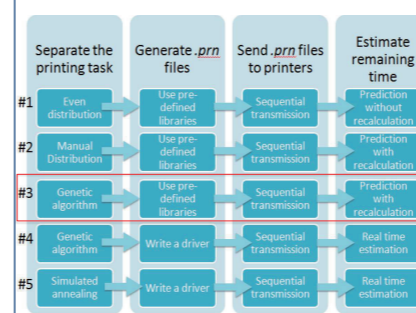 Separate the printing task
Generate .prn files
Send .prn files to printers
Estimate remaining time
#1
Even distribution
Use pre-defined libraries
Sequential transmission
Prediction without recalculation
#2
Manual Distribution
Use pre-defined libraries
Sequential transmission
Prediction with recalculation
#3
Genetic algorithm
Use pre-defined libraries
Sequential transmission
Prediction with recalculation
#4
Genetic algorithm
Write a driver
Sequential transmission
Real time estimation
#5
Simulated annealing
Write a driver
Sequential transmission
Real time estimation